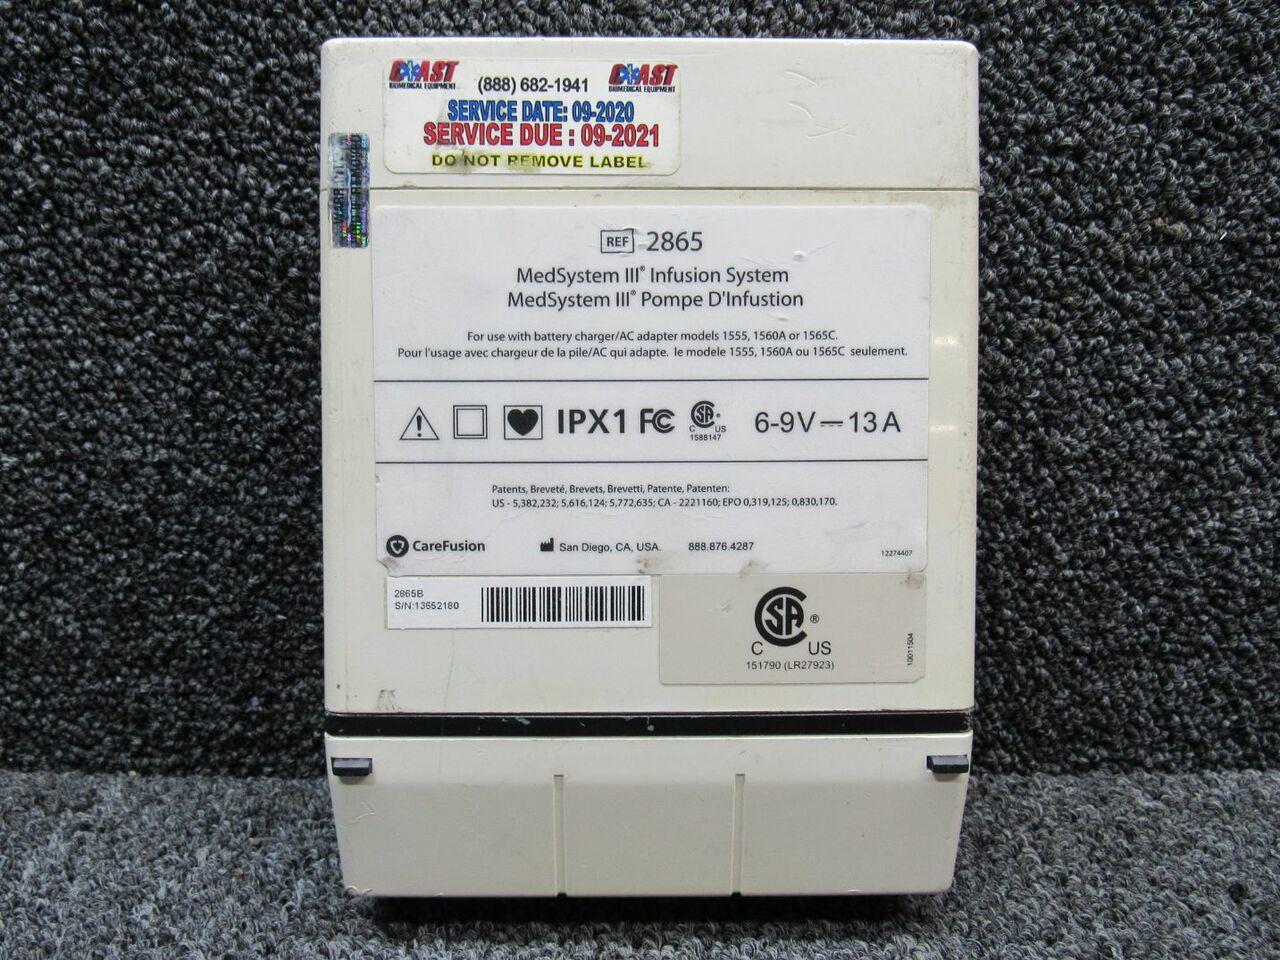 COAST
BIOMEDICAL EQUIPMENT
(888) 682-1941
COAST
BIOMEDICAL EQUIPMENT
SERVICE DATE: 09-2020
SERVICE DUE : 09-2021
DO NOT REMOVE LABEL
REF 2865
MedSystem III® Infusion System
MedSystem III® Pompe D'Infustion
For use with battery charger/AC adapter models 1555, 1560A or 1565C.
Pour l'usage avec chargeur de la pile/AC qui adapte. le modele 1555, 1560A ou 1565C seulement.
IPX1 FC CSA ® C US 1588147 6-9V 13 A
Patents, Breveté, Brevets, Brevetti, Patente, Patenten:
US - 5,382,232; 5,616,124; 5,772,635; CA - 2221160; EPO 0,319,125; 0,830,170.
CareFusion San Diego, CA, USA. 888.876.4287 12274407
2865B
S/N:13652180
CSA ®
C US
151790 (LR27923)
10011504